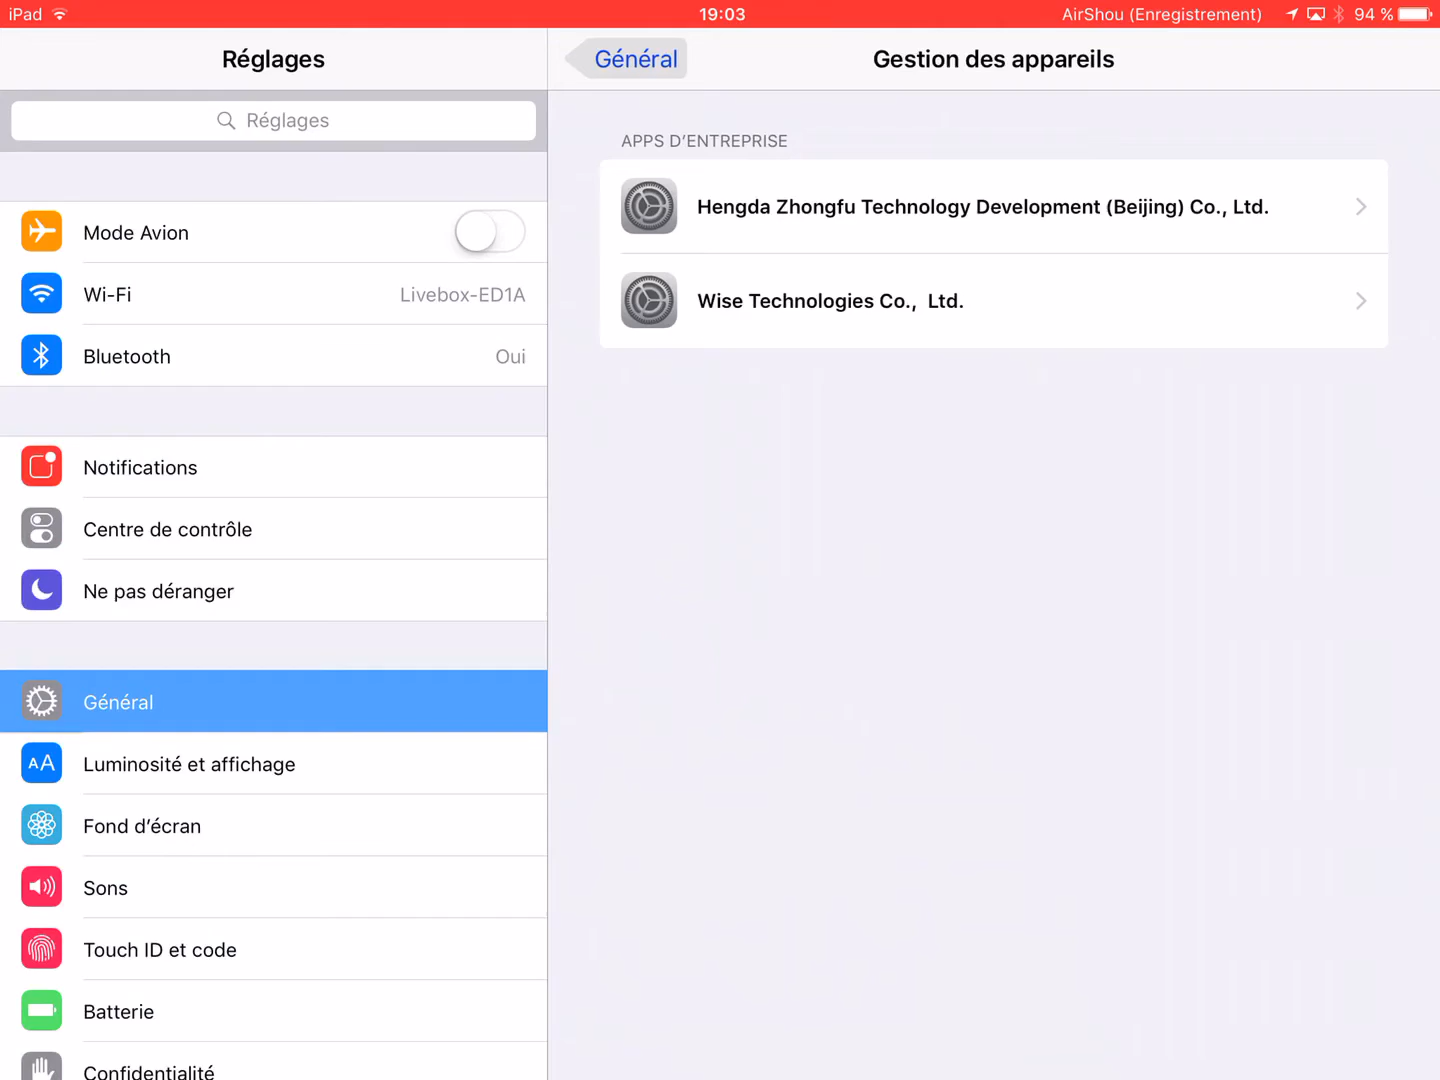 iPad
19:03
AirShou (Enregistrement)
94 %
Réglages
Général
Gestion des appareils
Réglages
APPS D’ENTREPRISE
Hengda Zhongfu Technology Development (Beijing) Co., Ltd.
Wise Technologies Co.,  Ltd.
Mode Avion
Wi-Fi
Livebox-ED1A
Bluetooth
Oui
Notifications
Centre de contrôle
Ne pas déranger
Général
AA
Luminosité et affichage
Fond d’écran
Sons
Touch ID et code
Batterie
Confidentialité